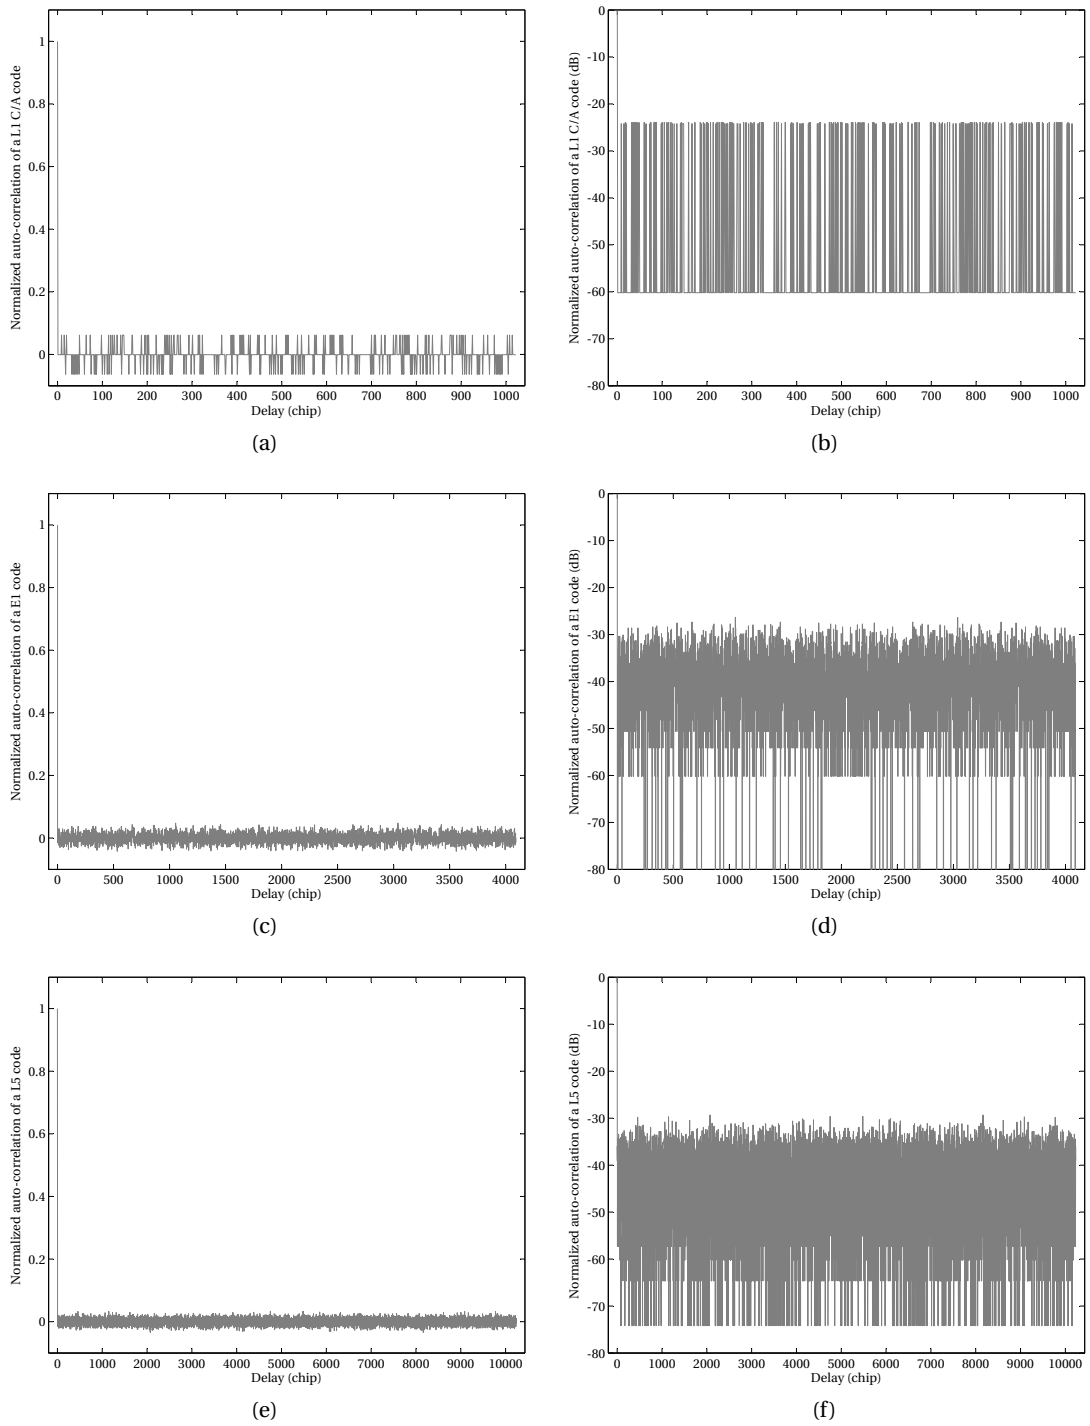 Normalized auto-correlation of a L1 C/A code
1
0.8
0.6
0.4
0.2
0
0 100 200 300 400 500 600 700 800 900 1000
Delay (chip)
(a)
Normalized auto-correlation of a L1 C/A code (dB)
0
-10
-20
-30
-40
-50
-60
-70
-80
0 100 200 300 400 500 600 700 800 900 1000
Delay (chip)
(b)
Normalized auto-correlation of a E1 code
1
0.8
0.6
0.4
0.2
0
0 500 1000 1500 2000 2500 3000 3500 4000
Delay (chip)
(c)
Normalized auto-correlation of a E1 code (dB)
0
-10
-20
-30
-40
-50
-60
-70
-80
0 500 1000 1500 2000 2500 3000 3500 4000
Delay (chip)
(d)
Normalized auto-correlation of a L5 code
1
0.8
0.6
0.4
0.2
0
0 1000 2000 3000 4000 5000 6000 7000 8000 9000 10000
Delay (chip)
(e)
Normalized auto-correlation of a L5 code (dB)
0
-10
-20
-30
-40
-50
-60
-70
-80
0 1000 2000 3000 4000 5000 6000 7000 8000 9000 10000
Delay (chip)
(f)